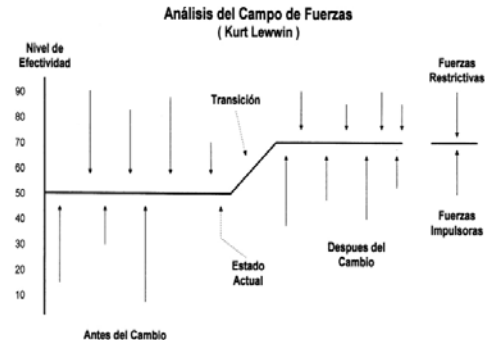 Análisis del Campo de Fuerzas
( Kurt Lewwin )
Nivel de
Efectividad
Fuerzas
Restrictivas
90
80
70
60
50
40
30
20
10
Transición
Estado
Actual
Despues del
Cambio
Fuerzas
Impulsoras
Antes del Cambio